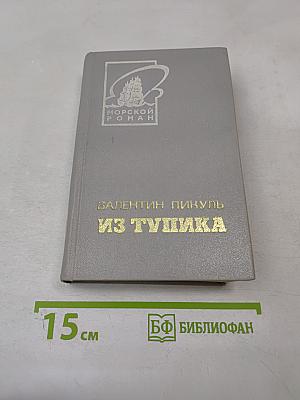 МОРСКОЙ
РОМАН
ВАЛЕНТИН ПИКУЛЬ
ИЗ ТУПИКА
15 см
БФ БИБЛИОФАН